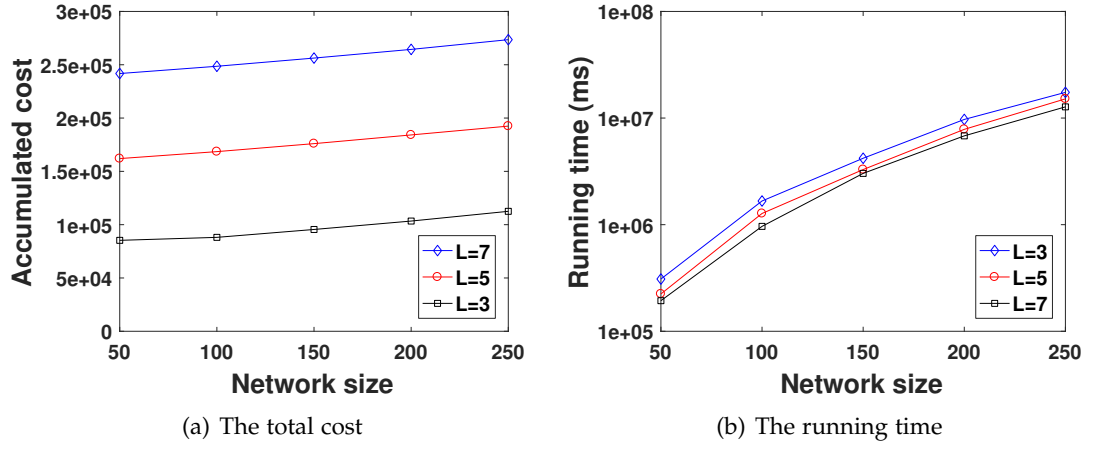 3e+05
2.5e+05
2e+05
1.5e+05
1e+05
5e+04
0
50 100 150 200 250
Accumulated cost
Network size
L=7
L=5
L=3
(a) The total cost
1e+08
1e+07
1e+06
1e+05
50 100 150 200 250
Running time (ms)
Network size
L=3
L=5
L=7
(b) The running time